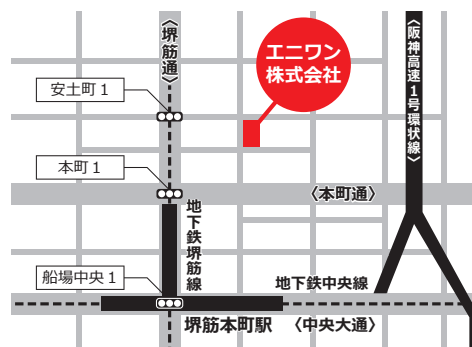 〈堺筋通〉
エニワン
株式会社
〈阪神高速1号環状線〉
安土町1
本町1
〈本町通〉
地下鉄堺筋線
船場中央1
地下鉄中央線
堺筋本町駅
〈中央大通〉